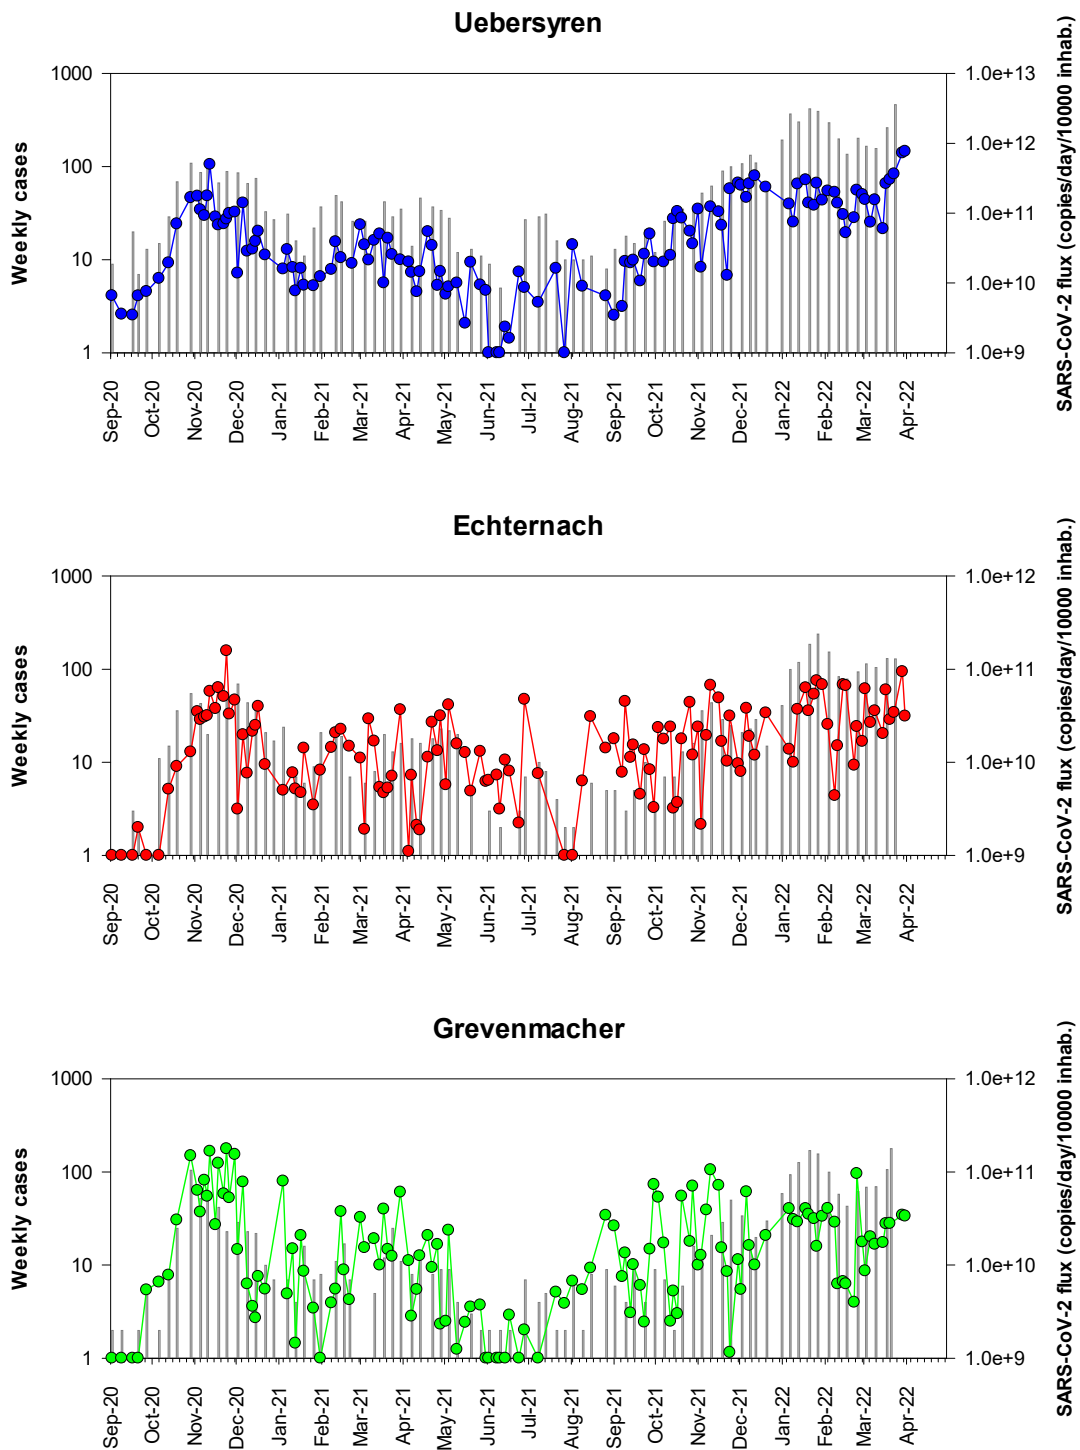 Uebersyren
Weekly cases
1000
100
10
1
1.0e+13
1.0e+12
1.0e+11
1.0e+10
1.0e+9
SARS-CoV-2 flux (copies/day/10000 inhab.)
Sep-20
Oct-20
Nov-20
Dec-20
Jan-21
Feb-21
Mar-21
Apr-21
May-21
Jun-21
Jul-21
Aug-21
Sep-21
Oct-21
Nov-21
Dec-21
Jan-22
Feb-22
Mar-22
Apr-22
Echternach
Weekly cases
1000
100
10
1
1.0e+12
1.0e+11
1.0e+10
1.0e+9
SARS-CoV-2 flux (copies/day/10000 inhab.)
Sep-20
Oct-20
Nov-20
Dec-20
Jan-21
Feb-21
Mar-21
Apr-21
May-21
Jun-21
Jul-21
Aug-21
Sep-21
Oct-21
Nov-21
Dec-21
Jan-22
Feb-22
Mar-22
Apr-22
Grevenmacher
Weekly cases
1000
100
10
1
1.0e+12
1.0e+11
1.0e+10
1.0e+9
SARS-CoV-2 flux (copies/day/10000 inhab.)
Sep-20
Oct-20
Nov-20
Dec-20
Jan-21
Feb-21
Mar-21
Apr-21
May-21
Jun-21
Jul-21
Aug-21
Sep-21
Oct-21
Nov-21
Dec-21
Jan-22
Feb-22
Mar-22
Apr-22